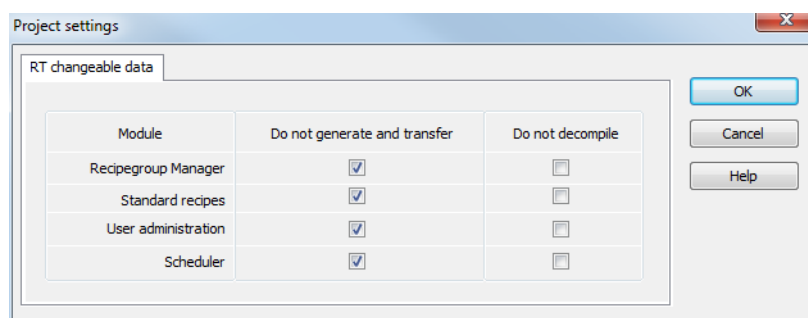 Project settings
RT changeable data
OK
Module Do not generate and transfer Do not decompile
Cancel
Recipegroup Manager
Help
Standard recipes
User administration
Scheduler